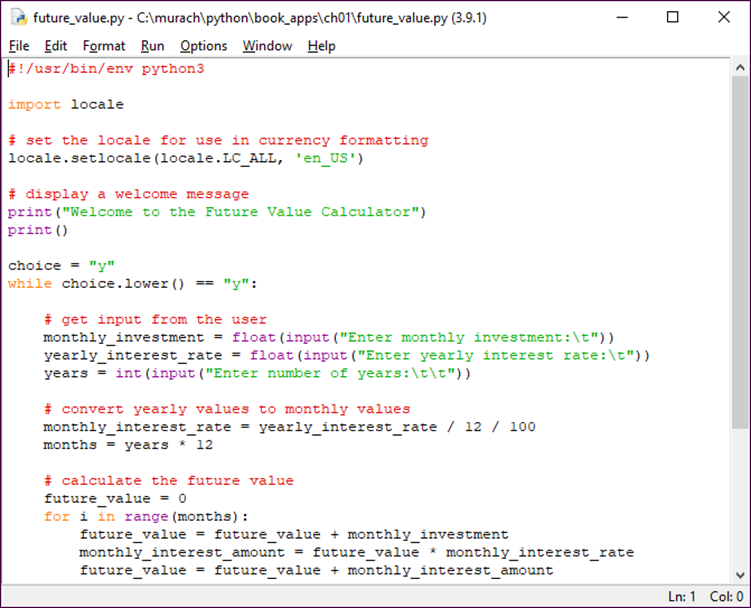 future_value.py - C:\murach\python\book_apps\ch01\future_value.py (3.9.1)
File Edit Format Run Options Window Help
#!/usr/bin/env python3

import locale

# set the locale for use in currency formatting
locale.setlocale(locale.LC_ALL, 'en_US')

# display a welcome message
print("Welcome to the Future Value Calculator")
print()

choice = "y"
while choice.lower() == "y":

    # get input from the user
    monthly_investment = float(input("Enter monthly investment:\t"))
    yearly_interest_rate = float(input("Enter yearly interest rate:\t"))
    years = int(input("Enter number of years:\t\t"))

    # convert yearly values to monthly values
    monthly_interest_rate = yearly_interest_rate / 12 / 100
    months = years * 12

    # calculate the future value
    future_value = 0
    for i in range(months):
        future_value = future_value + monthly_investment
        monthly_interest_amount = future_value * monthly_interest_rate
        future_value = future_value + monthly_interest_amount
Ln: 1 Col: 0